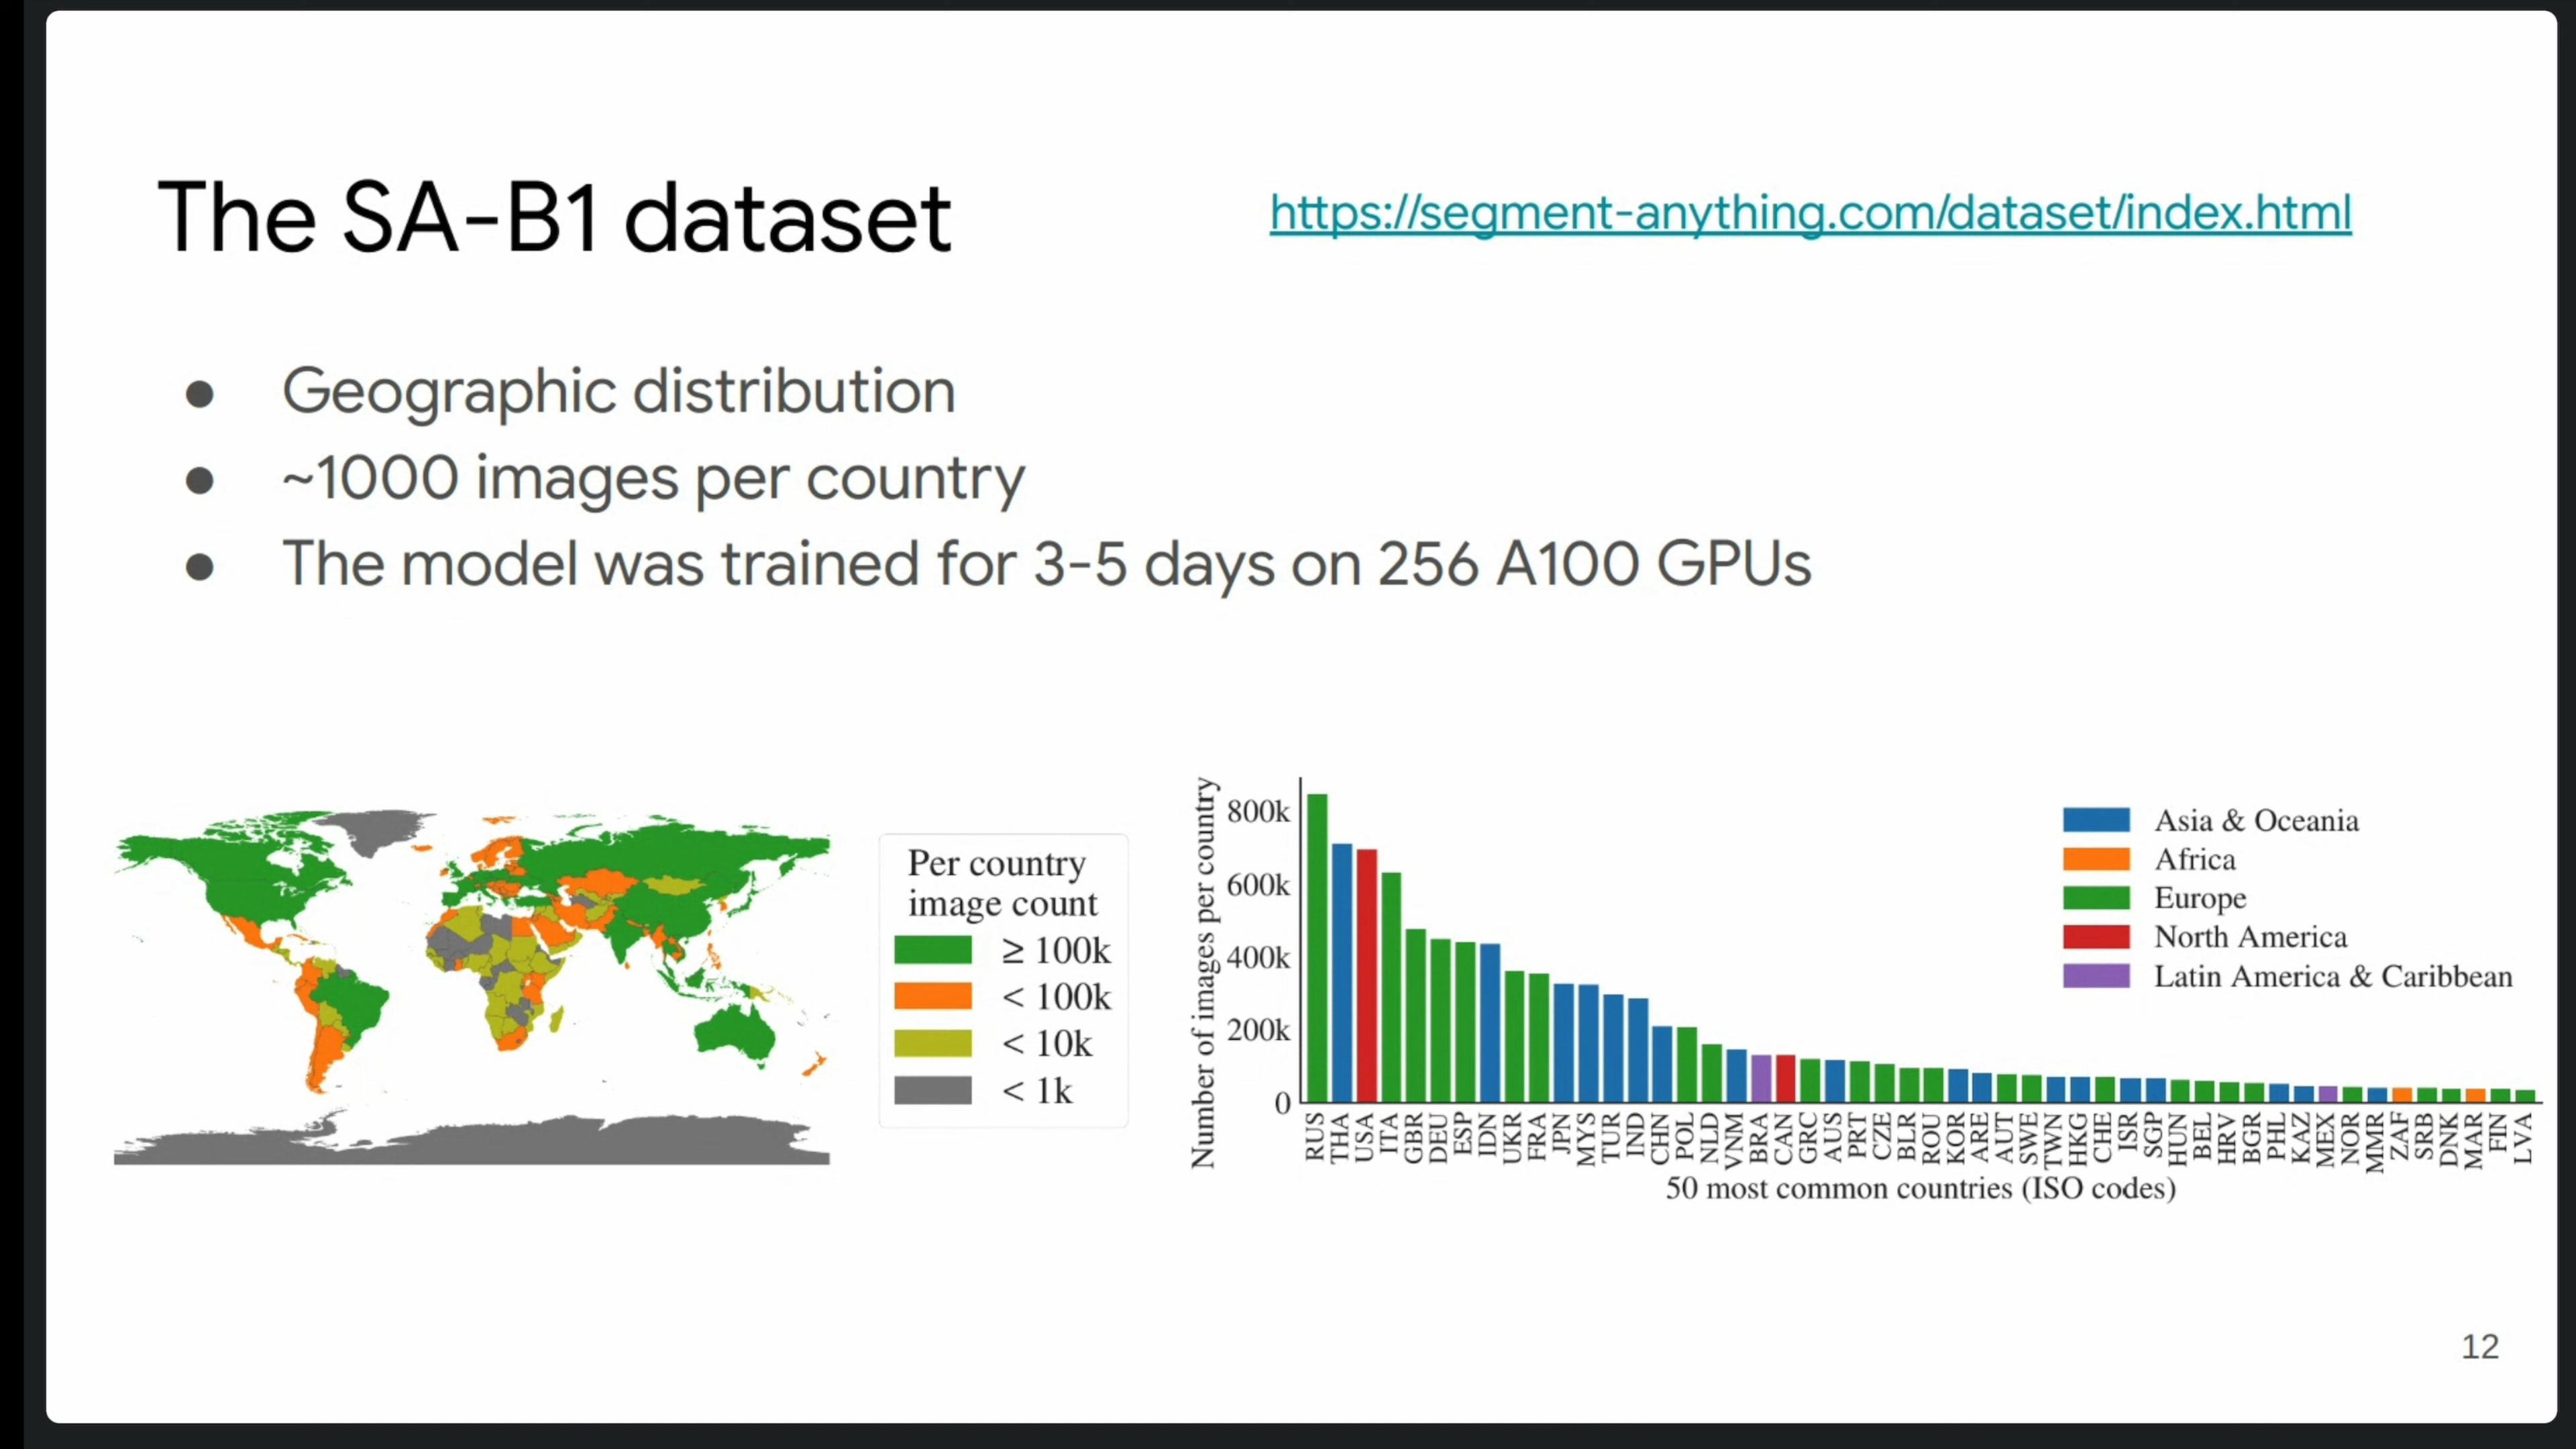 The SA-B1 dataset
https://segment-anything.com/dataset/index.html
● Geographic distribution
● ~1000 images per country
● The model was trained for 3-5 days on 256 A100 GPUs
Per country
image count
≥ 100k
< 100k
< 10k
< 1k
Number of images per country
800k
600k
400k
200k
0
Asia & Oceania
Africa
Europe
North America
Latin America & Caribbean
RUS THA USA ITA GBR DEU ESP IDN UKR FRA JPN MYS TUR IND CHN POL NLD VNM BRA CAN GRC AUS PRT CZE BLR ROU KOR ARE AUT SWE TWN HKG CHE ISR SGP HUN BEL HRV BGR PHL KAZ MEX NOR MMR ZAF SRB DNK MAR FIN LVA
50 most common countries (ISO codes)
12